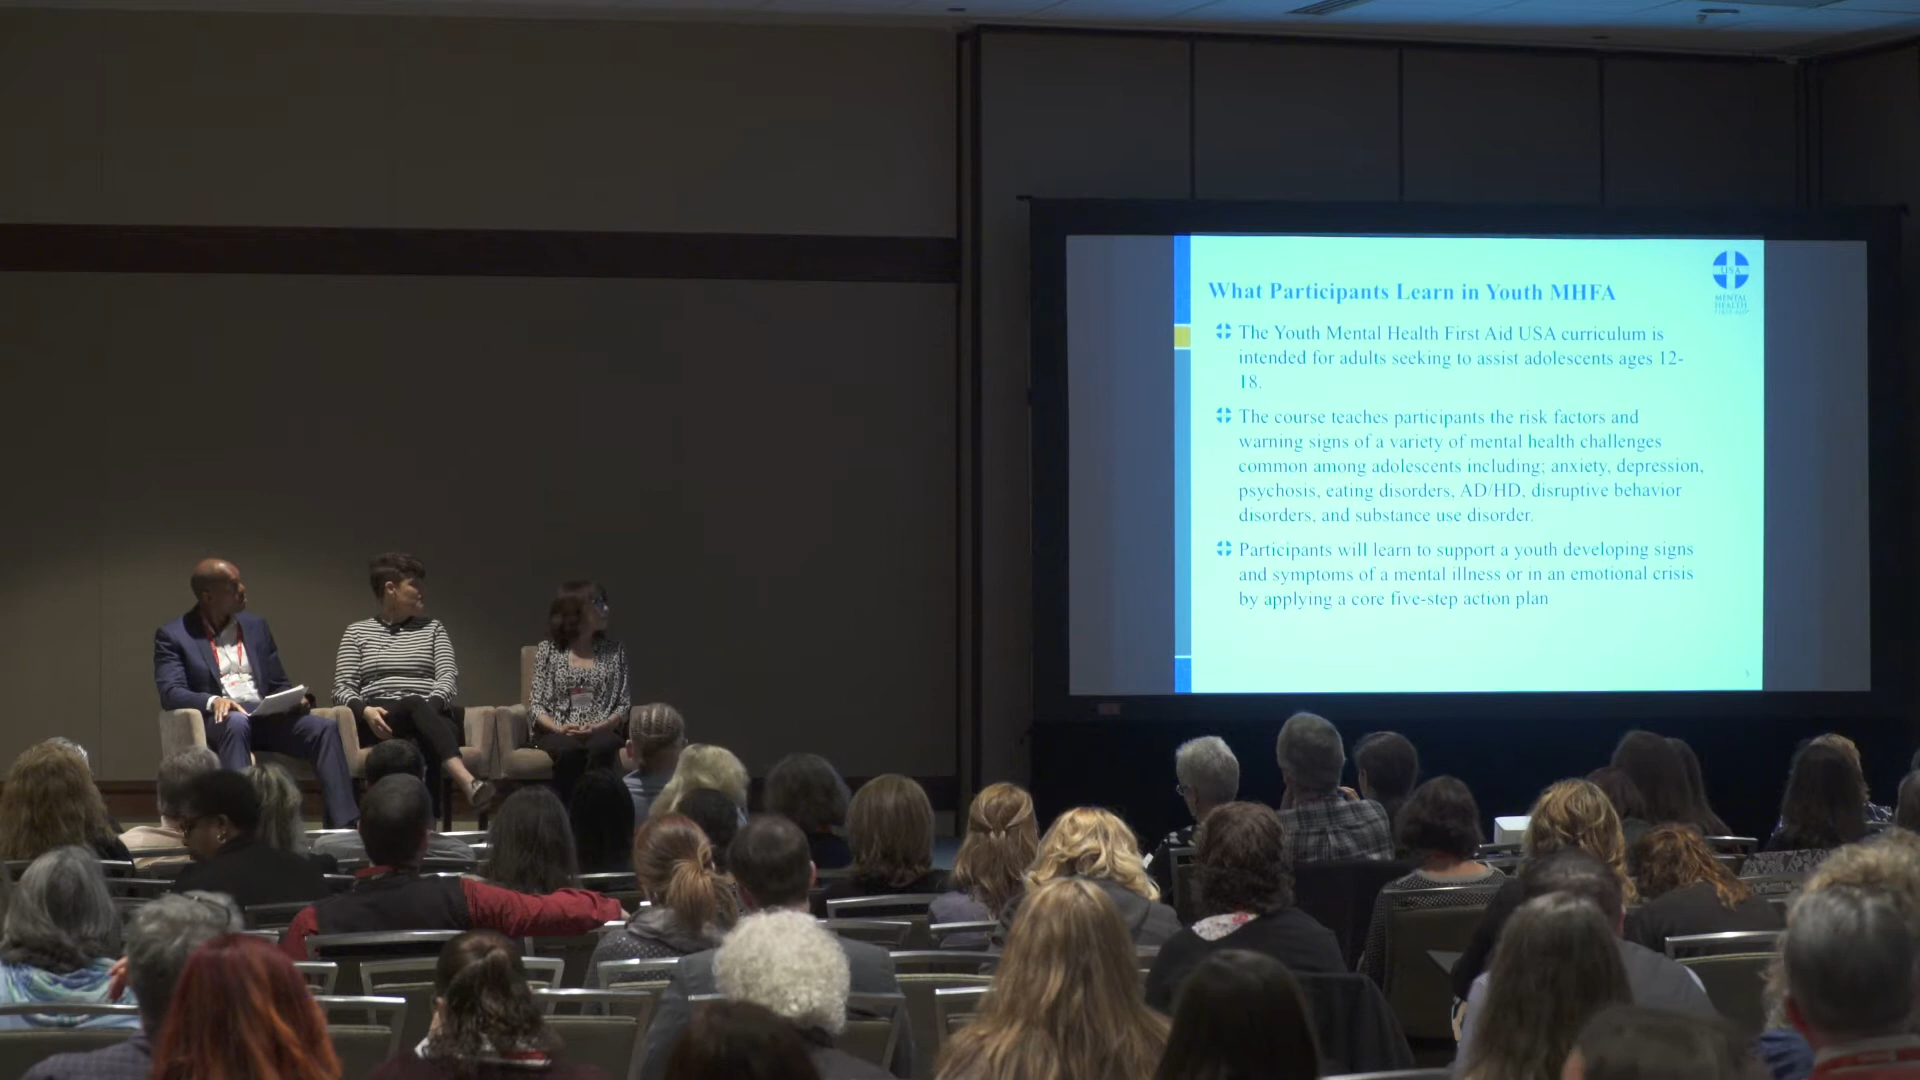 What Participants Learn in Youth MHFA
USA
MENTAL
HEALTH
FIRST AID
The Youth Mental Health First Aid USA curriculum is
intended for adults seeking to assist adolescents ages 12-
18.
The course teaches participants the risk factors and
warning signs of a variety of mental health challenges
common among adolescents including; anxiety, depression,
psychosis, eating disorders, AD/HD, disruptive behavior
disorders, and substance use disorder.
Participants will learn to support a youth developing signs
and symptoms of a mental illness or in an emotional crisis
by applying a core five-step action plan